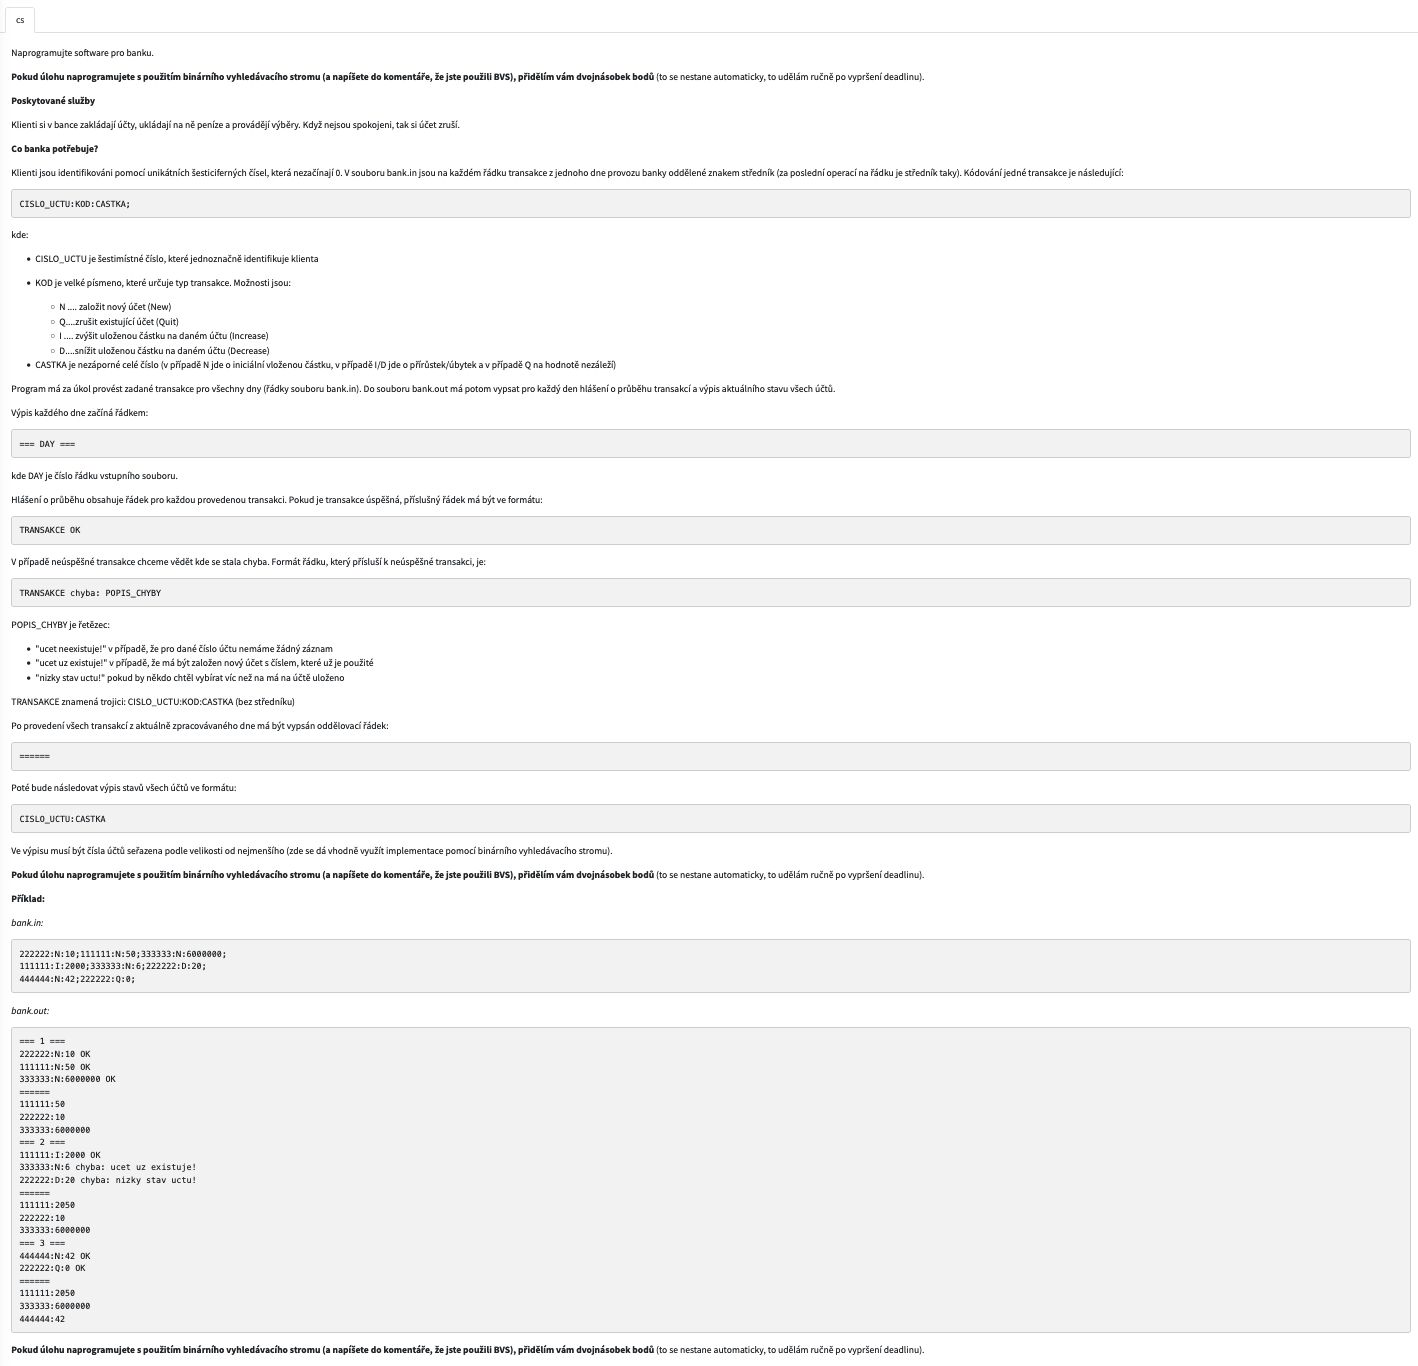 cs
Naprogramujte software pro banku.
Pokud úlohu naprogramujete s použitím binárního vyhledávacího stromu (a napíšete do komentáře, že jste použili BVS), přidělím vám dvojnásobek bodů (to se nestane automaticky, to udělám ručně po vypršení deadlinu).
Poskytované služby
Klienti si v bance zakládají účty, ukládají na ně peníze a provádějí výběry. Když nejsou spokojeni, tak si účet zruší.
Co banka potřebuje?
Klienti jsou identifikováni pomocí unikátních šesticiferných čísel, která nezačínají 0. V souboru bank.in jsou na každém řádku transakce z jednoho dne provozu banky oddělené znakem středník (za poslední operací na řádku je středník taky). Kódování jedné transakce je následující:
CISLO_UCTU:KOD:CASTKA;
kde:
• CISLO_UCTU je šestimístné číslo, které jednoznačně identifikuje klienta
• KOD je velké písmeno, které určuje typ transakce. Možnosti jsou:
○ N .... založit nový účet (New)
○ Q....zrušit existující účet (Quit)
○ I .... zvýšit uloženou částku na daném účtu (Increase)
○ D....snížit uloženou částku na daném účtu (Decrease)
• CASTKA je nezáporné celé číslo (v případě N jde o iniciální vloženou částku, v případě I/D jde o přírůstek/úbytek a v případě Q na hodnotě nezáleží)
Program má za úkol provést zadané transakce pro všechny dny (řádky souboru bank.in). Do souboru bank.out má potom vypsat pro každý den hlášení o průběhu transakcí a výpis aktuálního stavu všech účtů.
Výpis každého dne začíná řádkem:
=== DAY ===
kde DAY je číslo řádku vstupního souboru.
Hlášení o průběhu obsahuje řádek pro každou provedenou transakci. Pokud je transakce úspěšná, příslušný řádek má být ve formátu:
TRANSAKCE OK
V případě neúspěšné transakce chceme vědět kde se stala chyba. Formát řádku, který přísluší k neúspěšné transakci, je:
TRANSAKCE chyba: POPIS_CHYBY
POPIS_CHYBY je řetězec:
• "ucet neexistuje!" v případě, že pro dané číslo účtu nemáme žádný záznam
• "ucet uz existuje!" v případě, že má být založen nový účet s číslem, které už je použité
• "nizky stav uctu!" pokud by někdo chtěl vybírat víc než na má na účtě uloženo
TRANSAKCE znamená trojici: CISLO_UCTU:KOD:CASTKA (bez středníku)
Po provedení všech transakcí z aktuálně zpracovávaného dne má být vypsán oddělovací řádek:
======
Poté bude následovat výpis stavů všech účtů ve formátu:
CISLO_UCTU:CASTKA
Ve výpisu musí být čísla účtů seřazena podle velikosti od nejmenšího (zde se dá vhodně využít implementace pomocí binárního vyhledávacího stromu).
Pokud úlohu naprogramujete s použitím binárního vyhledávacího stromu (a napíšete do komentáře, že jste použili BVS), přidělím vám dvojnásobek bodů (to se nestane automaticky, to udělám ručně po vypršení deadlinu).
Příklad:
bank.in:
222222:N:10;111111:N:50;333333:N:6000000;
111111:I:2000;333333:N:6;222222:D:20;
444444:N:42;222222:Q:0;
bank.out:
=== 1 ===
222222:N:10 OK
111111:N:50 OK
333333:N:6000000 OK
======
111111:50
222222:10
333333:6000000
=== 2 ===
111111:I:2000 OK
333333:N:6 chyba: ucet uz existuje!
222222:D:20 chyba: nizky stav uctu!
======
111111:2050
222222:10
333333:6000000
=== 3 ===
444444:N:42 OK
222222:Q:0 OK
======
111111:2050
333333:6000000
444444:42
Pokud úlohu naprogramujete s použitím binárního vyhledávacího stromu (a napíšete do komentáře, že jste použili BVS), přidělím vám dvojnásobek bodů (to se nestane automaticky, to udělám ručně po vypršení deadlinu).